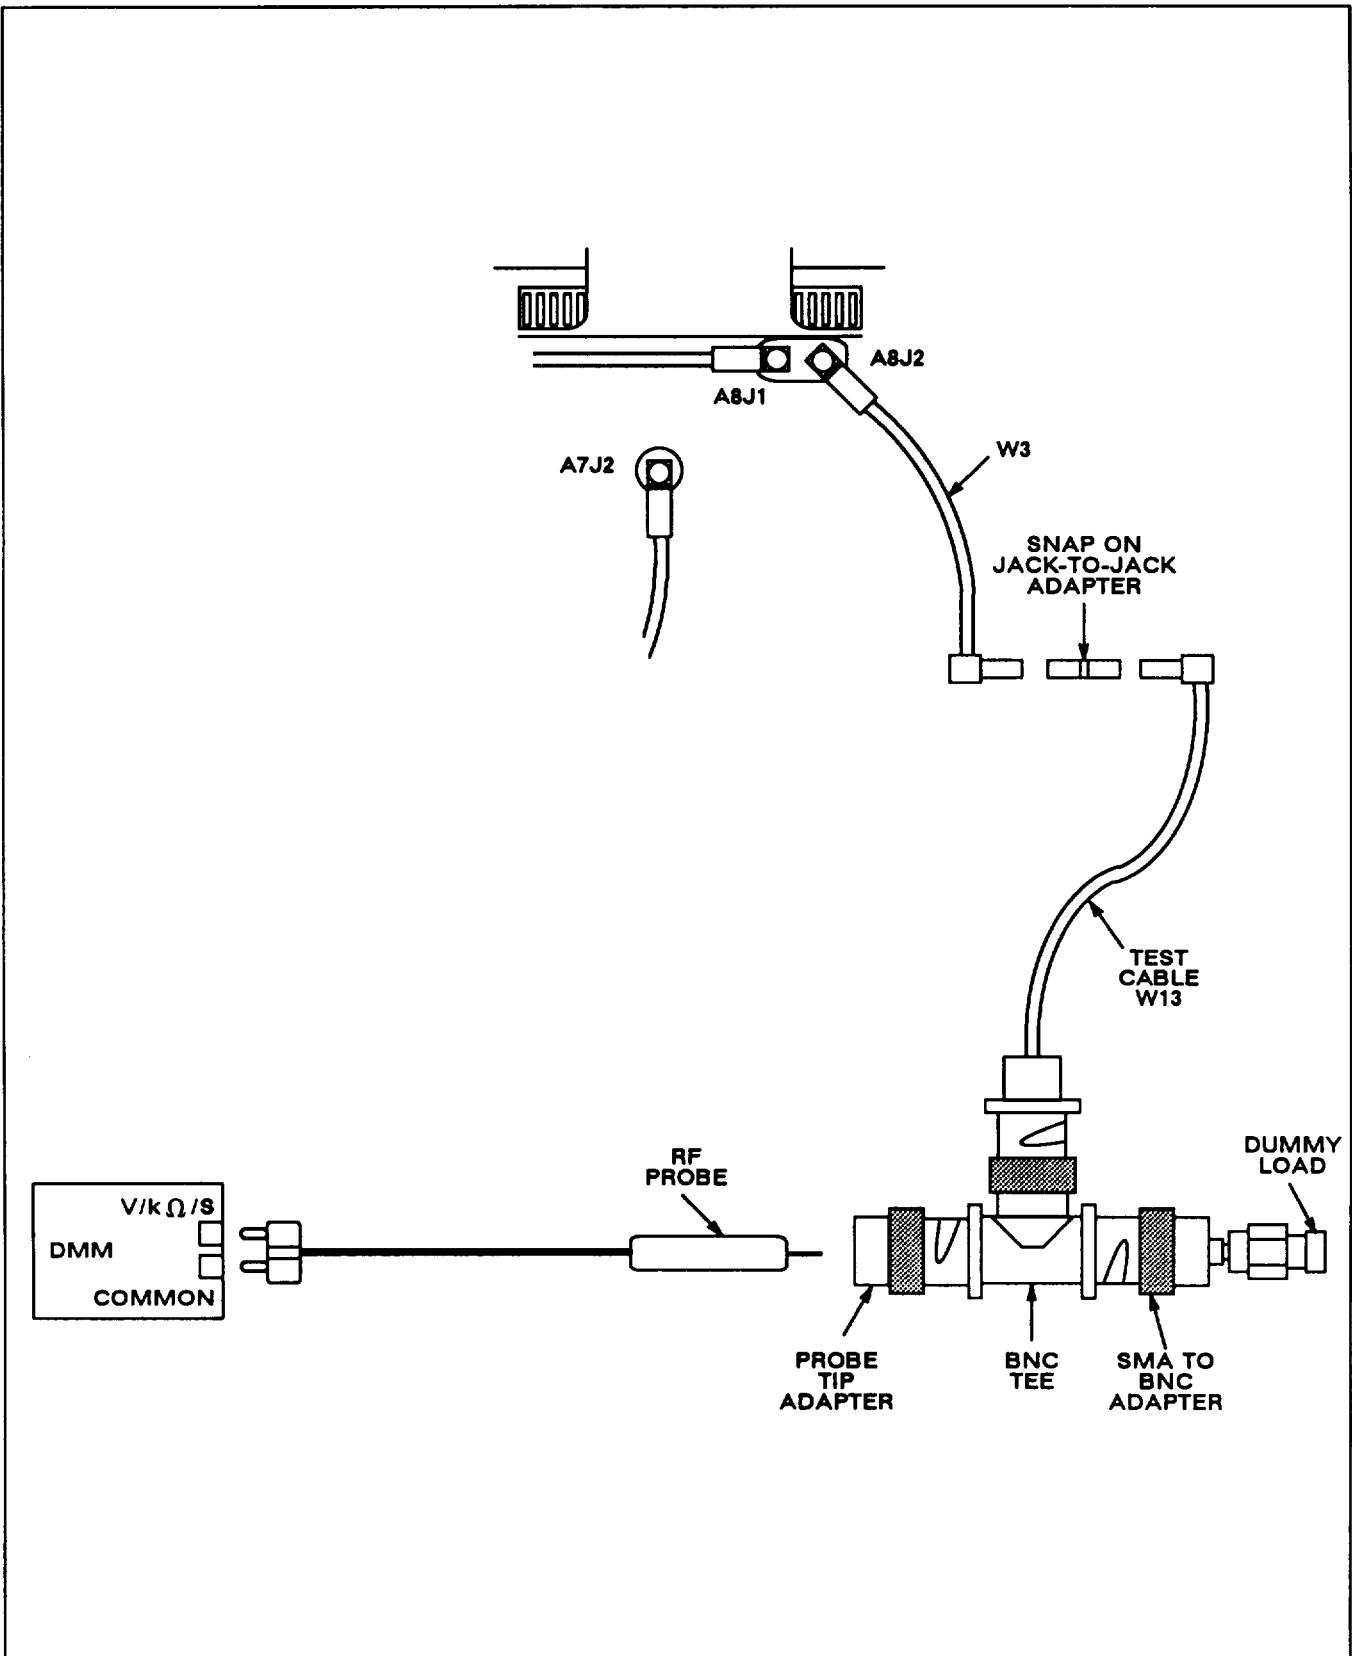 A8J2
A8J1
A7J2
W3
SNAP ON
JACK-TO-JACK
ADAPTER
TEST
CABLE
W13
RF
PROBE
DUMMY
LOAD
V/kΩ/S
DMM
COMMON
PROBE
TIP
ADAPTER
BNC
TEE
SMA TO
BNC
ADAPTER